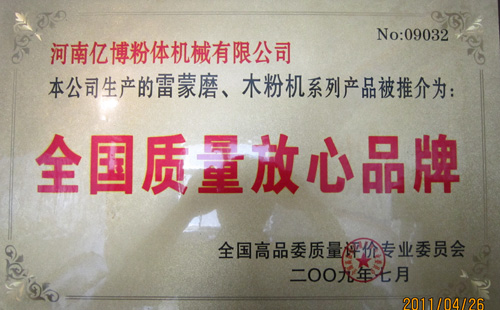 No:09032
河南亿博粉体机械有限公司
本公司生产的雷蒙磨、木粉机系列产品被推介为:
全国质量放心品牌
全国高品委质量评价专业委员会
二〇〇九年七月
2011/04/26